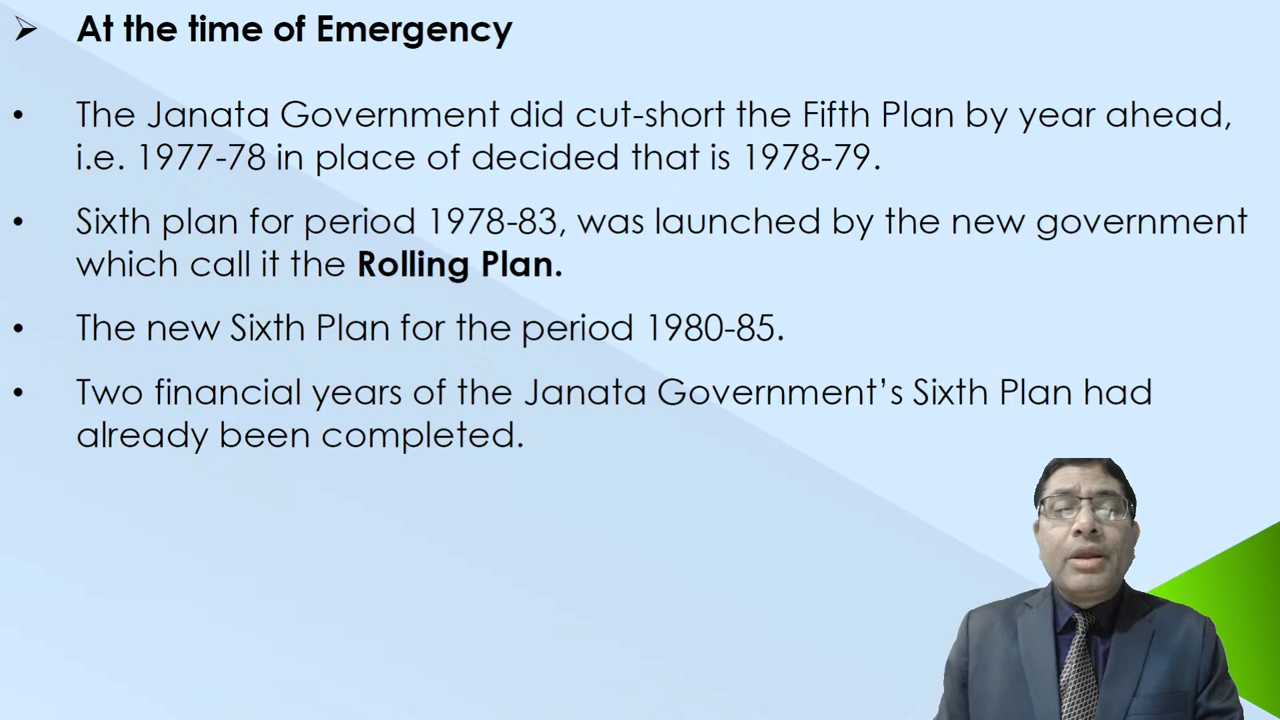 ➢ At the time of Emergency
• The Janata Government did cut-short the Fifth Plan by year ahead,
i.e. 1977-78 in place of decided that is 1978-79.
• Sixth plan for period 1978-83, was launched by the new government
which call it the Rolling Plan.
• The new Sixth Plan for the period 1980-85.
• Two financial years of the Janata Government’s Sixth Plan had
already been completed.